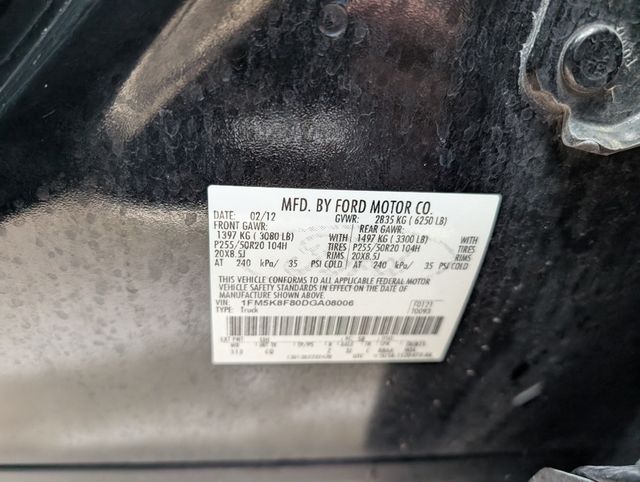 MFD. BY FORD MOTOR CO.
DATE: 02/12 GVWR: 2835 KG ( 6250 LB)
FRONT GAWR: REAR GAWR:
1397 KG ( 3080 LB) WITH 1497 KG ( 3300 LB) WITH
P255/50R20 104H TIRES P255/50R20 104H TIRES
20X8.5J RIMS 20X8.5J RIMS
AT 240 kPa/ 35 PSI COLD AT 240 kPa/ 35 PSI COLD
THIS VEHICLE CONFORMS TO ALL APPLICABLE FEDERAL MOTOR
VEHICLE SAFETY STANDARDS IN EFFECT ON THE DATE OF
MANUFACTURE SHOWN ABOVE.
VIN: 1FM5K8F80DGA08006
TYPE: Truck T0093
EXT PNT: